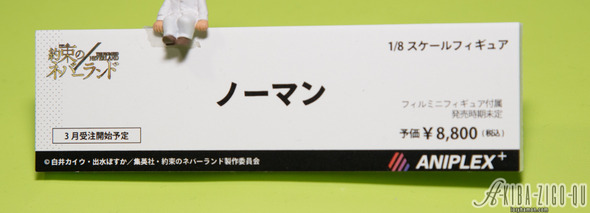 約束の
ネバーランド
1/8 スケールフィギュア
ノーマン
フィルミニフィギュア付属
発売時期未定
3月受注開始予定
予価￥8,800（税込）
© 白井カイウ・出水ぽすか／集英社・約束のネバーランド製作委員会
ANIPLEX+
AKIBA-ZIGO-QU